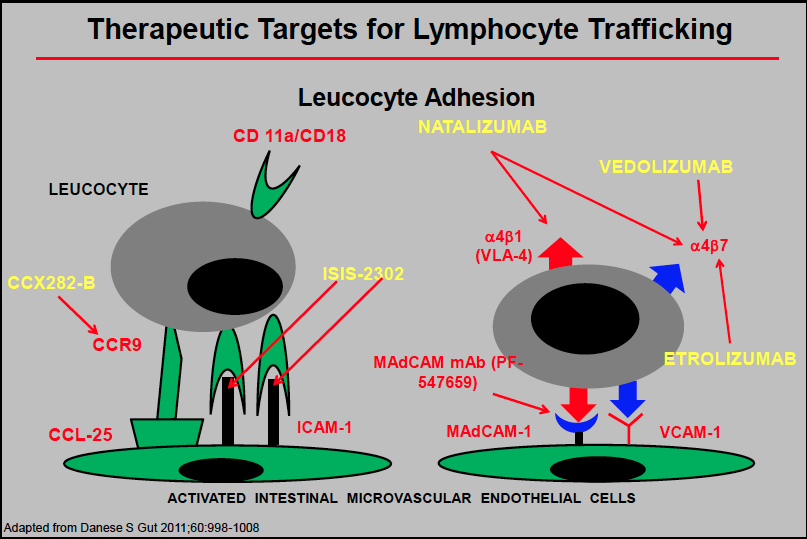 Therapeutic Targets for Lymphocyte Trafficking
Leucocyte Adhesion
NATALIZUMAB
CD 11a/CD18
VEDOLIZUMAB
LEUCOCYTE
α4β1
(VLA-4)
α4β7
ISIS-2302
CCX282-B
CCR9
MAdCAM mAb (PF-
547659)
ETROLIZUMAB
CCL-25
ICAM-1
MAdCAM-1
VCAM-1
ACTIVATED INTESTINAL MICROVASCULAR ENDOTHELIAL CELLS
Adapted from Danese S Gut 2011;60:998-1008